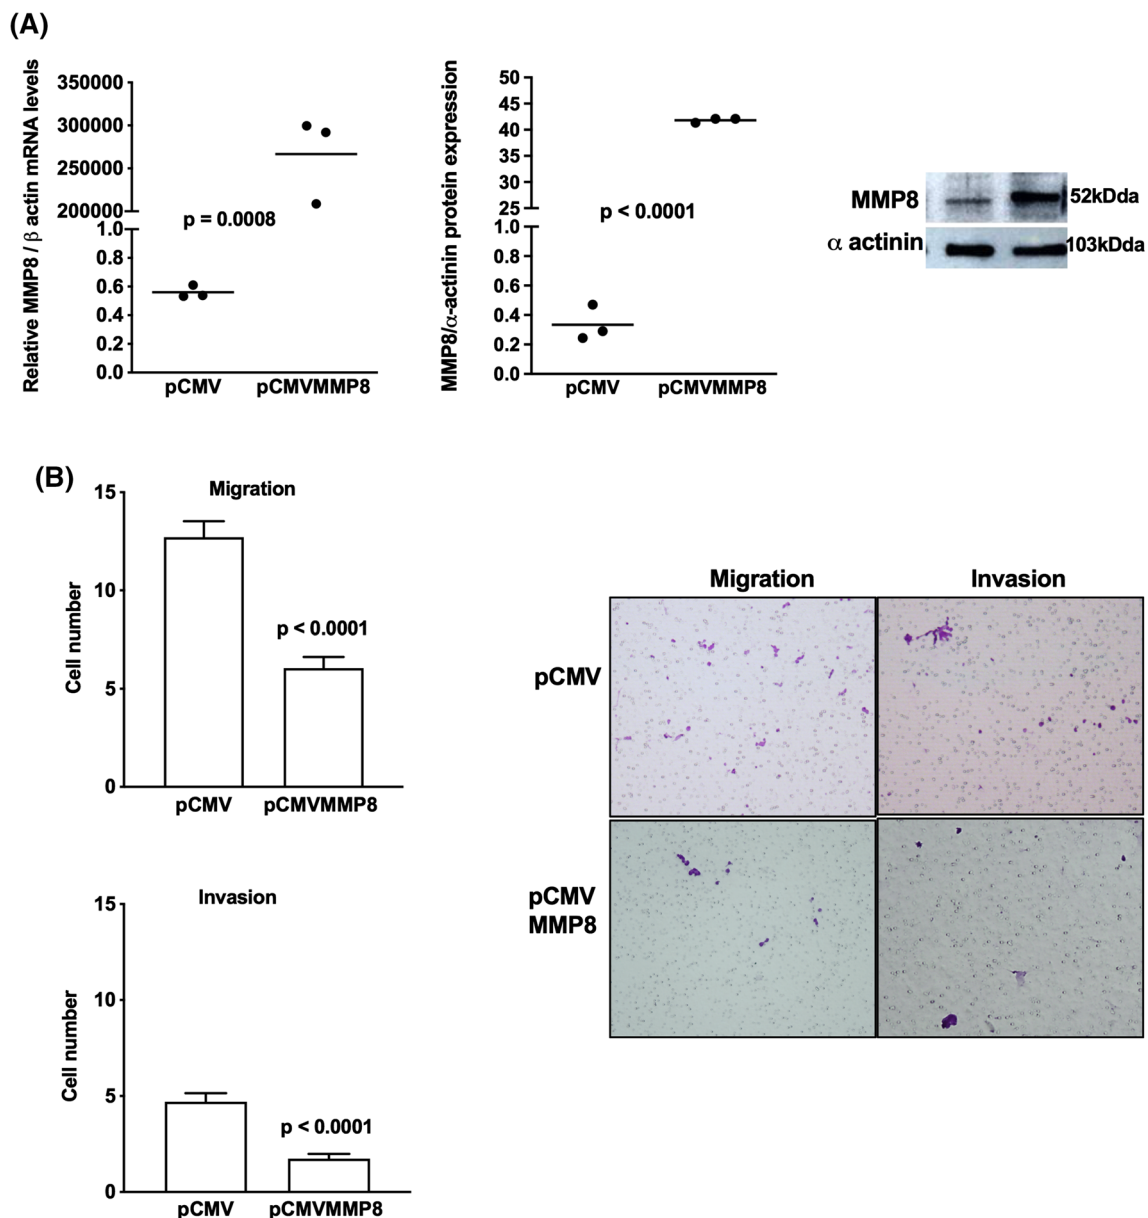 (A)
Relative MMP8 / β actin mRNA levels
350000
300000
250000
200000
1.0
0.8
0.6
0.4
0.2
0.0
p = 0.0008
pCMV
pCMVMMP8
MMP8/α-actinin protein expression
50
45
40
35
30
25
1.0
0.8
0.6
0.4
0.2
0.0
p < 0.0001
pCMV
pCMVMMP8
MMP8
52kDda
α actinin
103kDda
(B)
Migration
Cell number
15
10
5
0
p < 0.0001
pCMV
pCMVMMP8
Invasion
Cell number
15
10
5
0
p < 0.0001
pCMV
pCMVMMP8
Migration
Invasion
pCMV
pCMV
MMP8